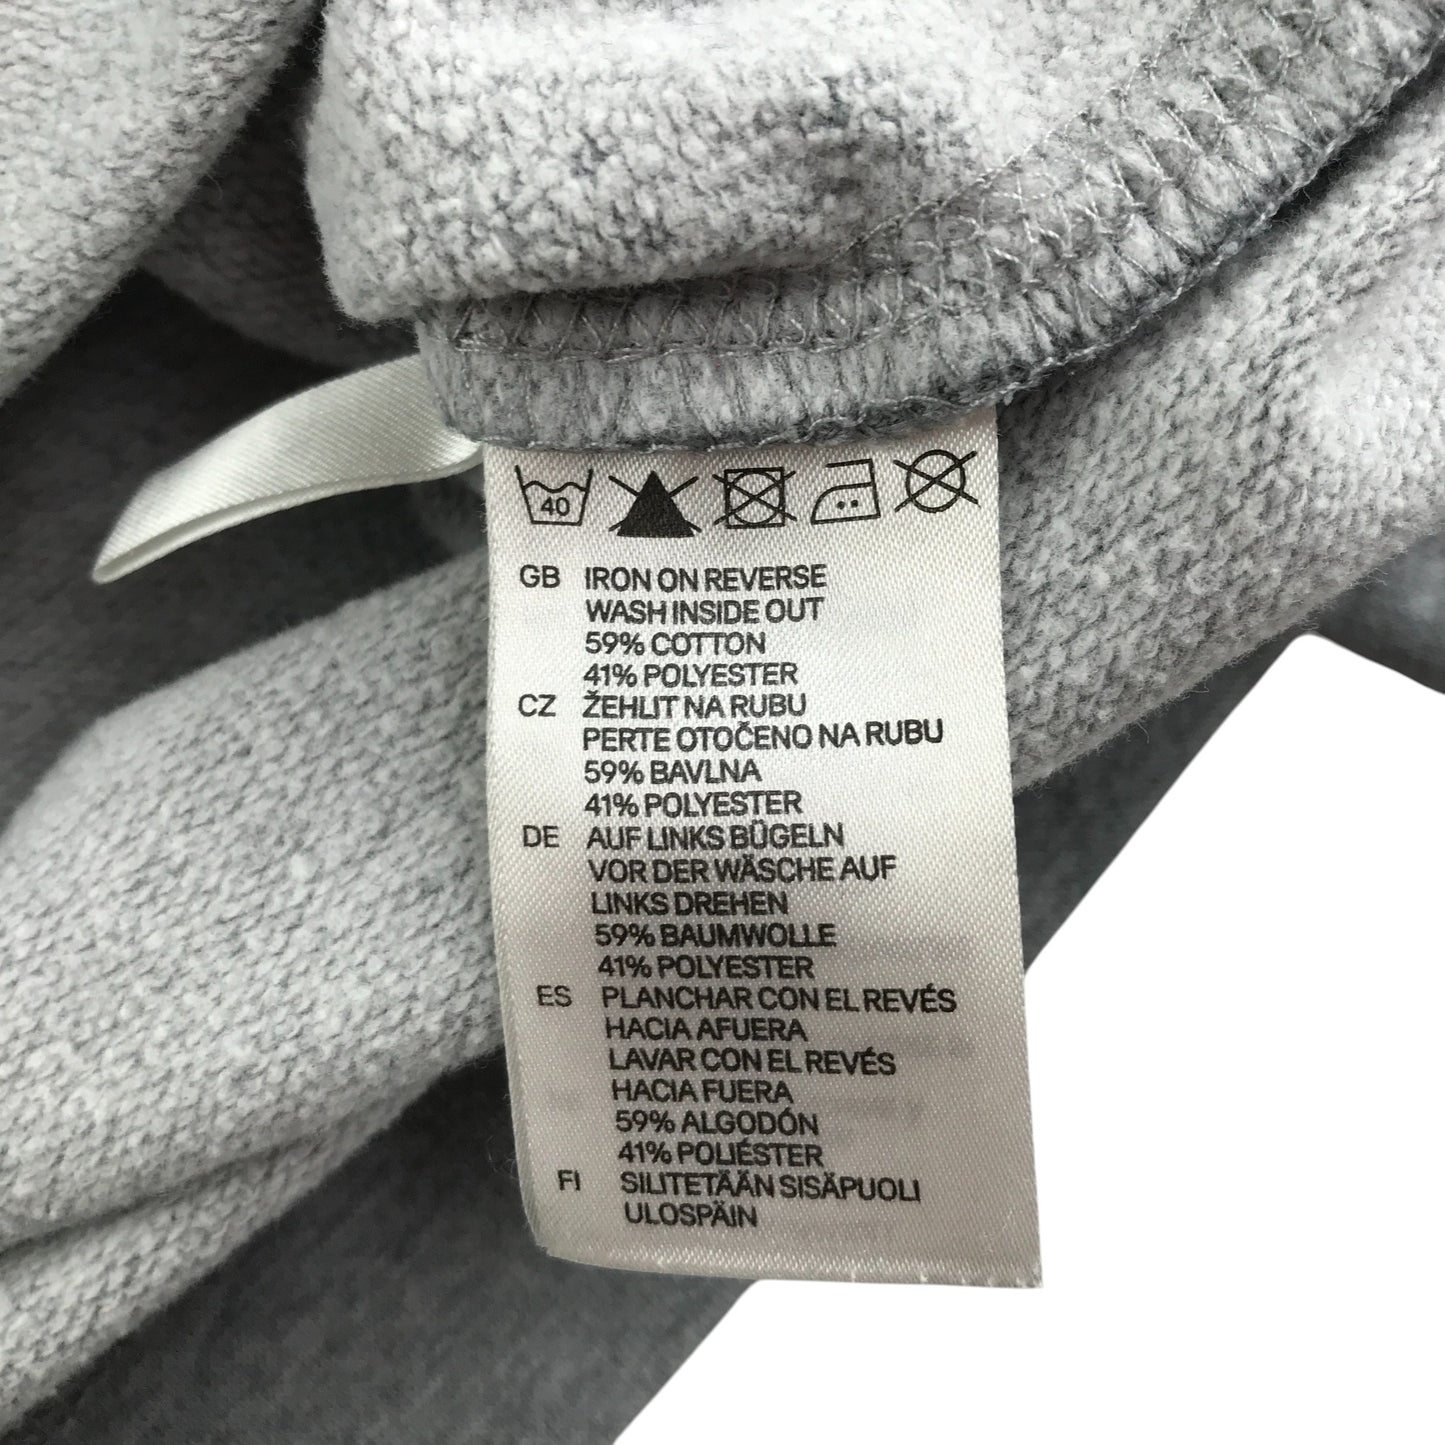 40
GB IRON ON REVERSE
WASH INSIDE OUT
59% COTTON
41% POLYESTER
CZ ŽEHLIT NA RUBU
PERTE OTOČENO NA RUBU
59% BAVLNA
41% POLYESTER
DE AUF LINKS BÜGELN
VOR DER WÄSCHE AUF
LINKS DREHEN
59% BAUMWOLLE
41% POLYESTER
ES PLANCHAR CON EL REVÉS
HACIA AFUERA
LAVAR CON EL REVÉS
HACIA FUERA
59% ALGODÓN
41% POLIÉSTER
FI SILITETÄÄN SISÄPUOLI
ULOSPÄIN